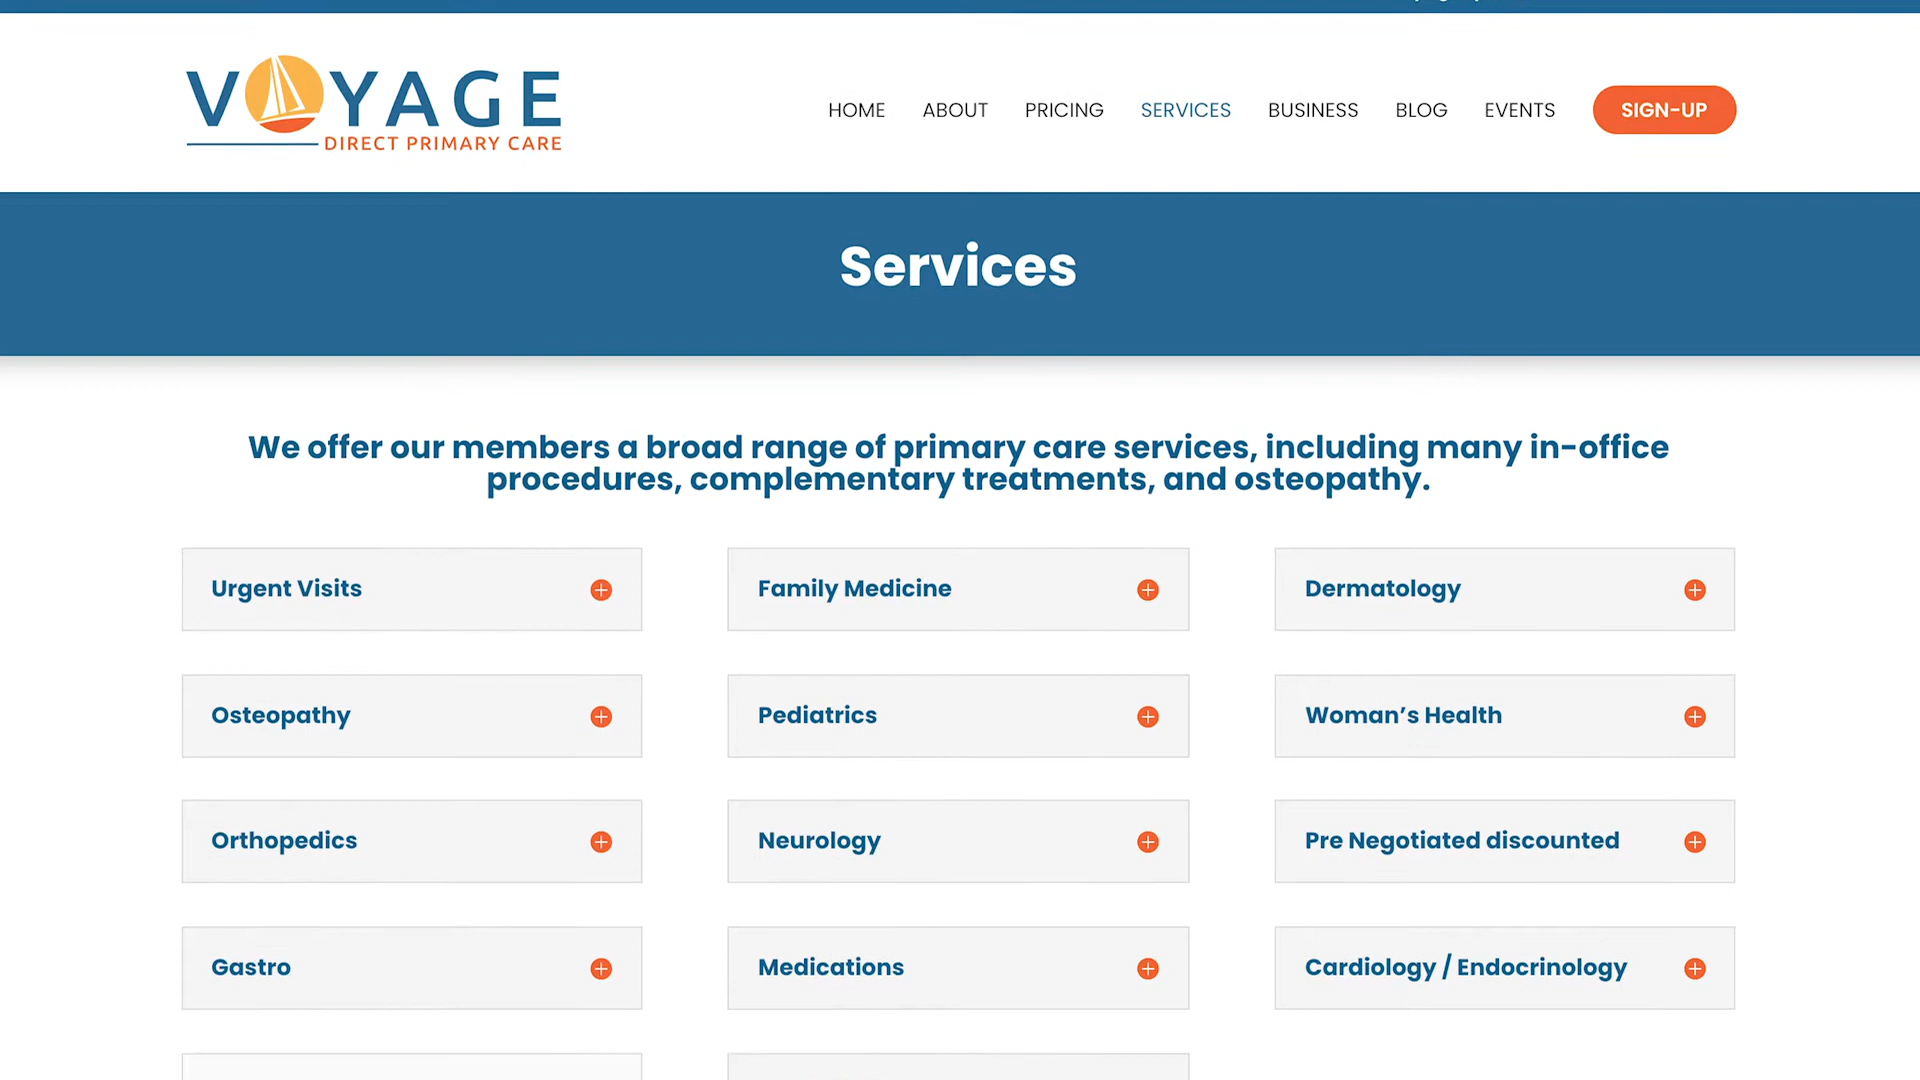 VOYAGE
DIRECT PRIMARY CARE
HOME ABOUT PRICING SERVICES BUSINESS BLOG EVENTS SIGN-UP
Services
We offer our members a broad range of primary care services, including many in-office
procedures, complementary treatments, and osteopathy.
Urgent Visits Family Medicine Dermatology
Osteopathy Pediatrics Woman’s Health
Orthopedics Neurology Pre Negotiated discounted
Gastro Medications Cardiology / Endocrinology